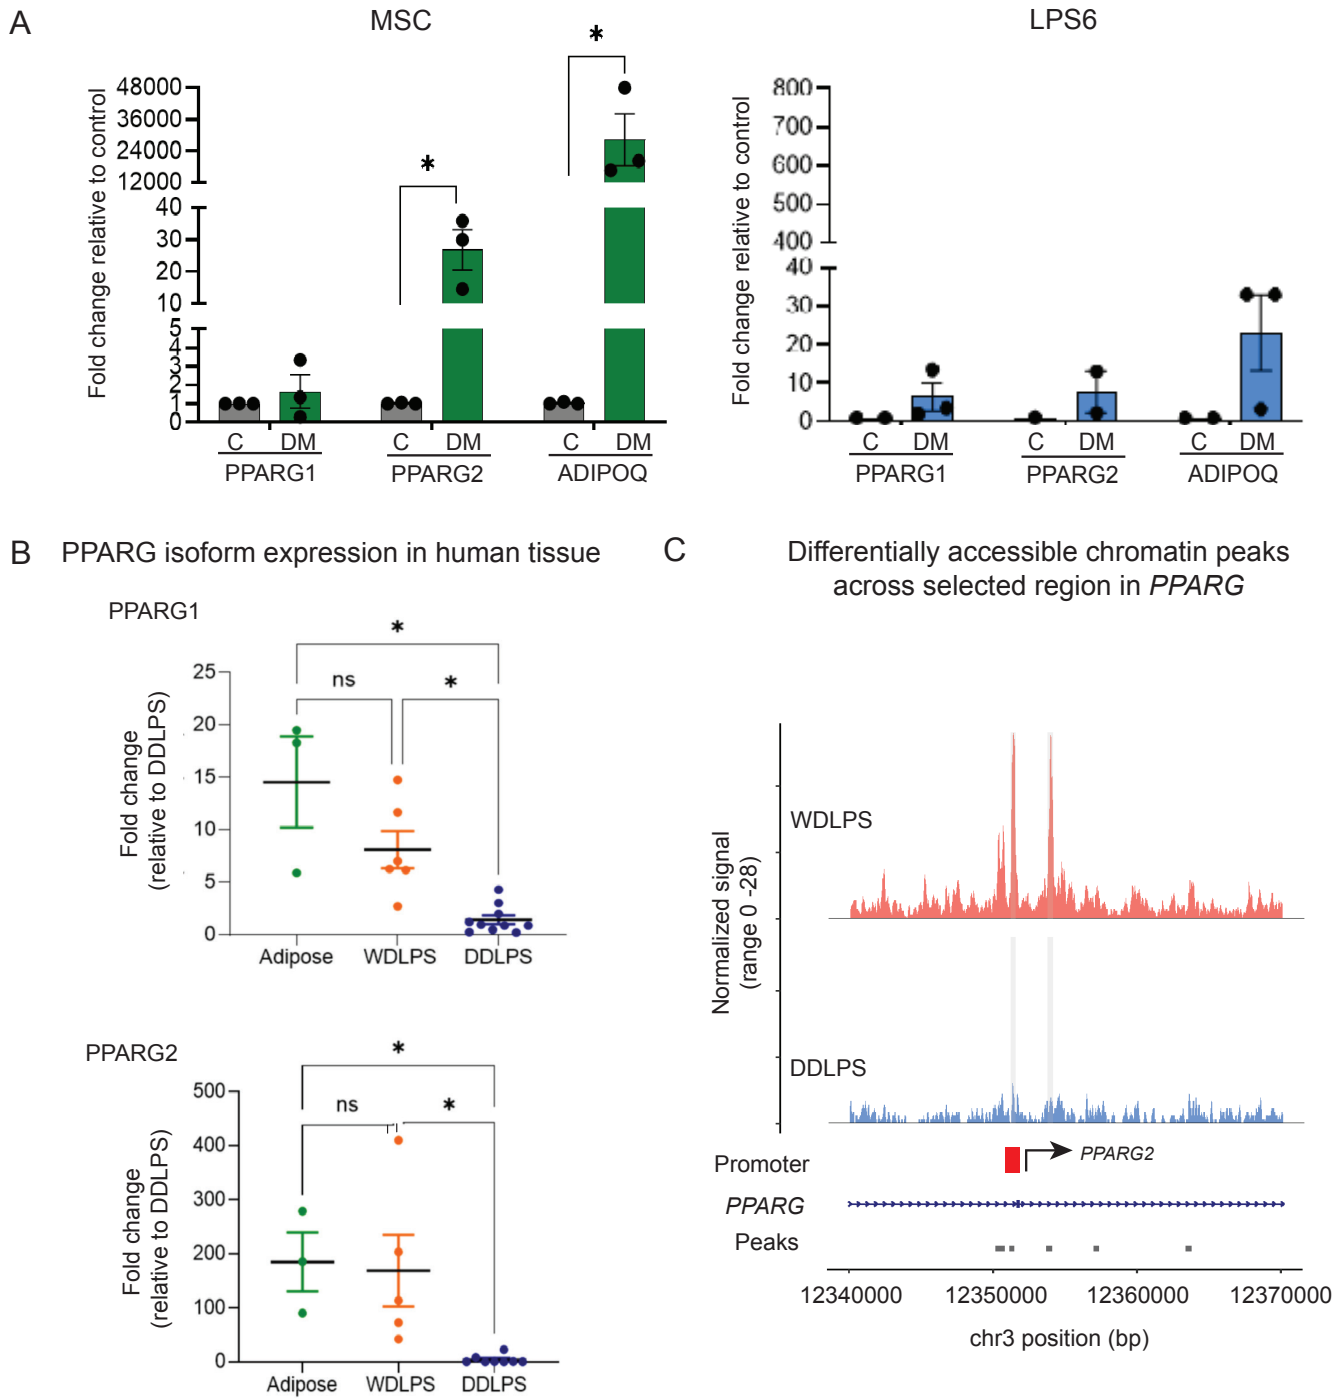 A
MSC
LPS6
Fold change relative to control
48000
36000
24000
12000
40
30
20
10
5
4
3
2
1
0
*
*
C DM C DM C DM
PPARG1 PPARG2 ADIPOQ
Fold change relative to control
800
700
600
500
400
40
30
20
10
0
C DM C DM C DM
PPARG1 PPARG2 ADIPOQ
B
PPARG isoform expression in human tissue
PPARG1
*
ns
*
Fold change
(relative to DDLPS)
25
20
15
10
5
0
Adipose WDLPS DDLPS
PPARG2
*
ns
*
Fold change
(relative to DDLPS)
500
400
300
200
100
0
Adipose WDLPS DDLPS
C
Differentially accessible chromatin peaks
across selected region in PPARG
Normalized signal
(range 0 -28)
WDLPS
DDLPS
Promoter
PPARG2
PPARG
Peaks
12340000 12350000 12360000 12370000
chr3 position (bp)